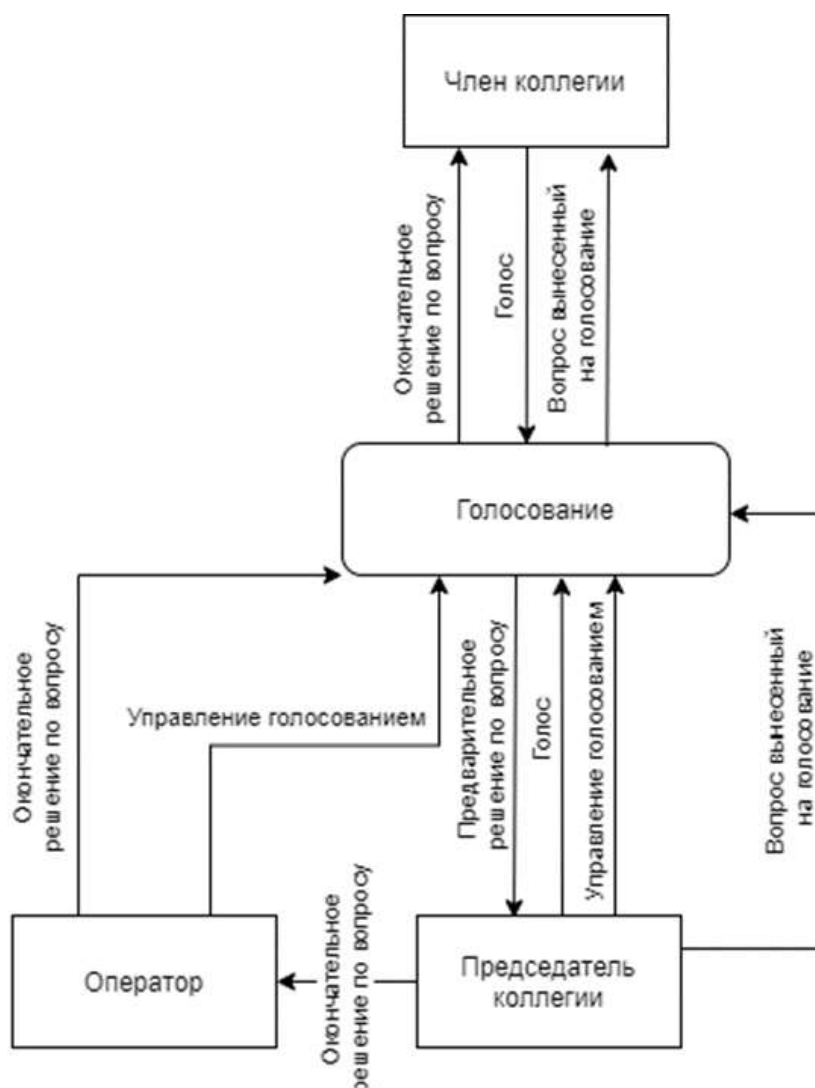 Член коллегии
Окончательное
решение по вопросу
Голос
Вопрос вынесенный
на голосование
Голосование
Окончательное
решение по вопросу
Управление голосованием
Предварительное
решение по вопросу
Голос
Управление голосованием
Вопрос вынесенный
на голосование
Оператор
Окончательное
решение по вопросу
Председатель
коллегии